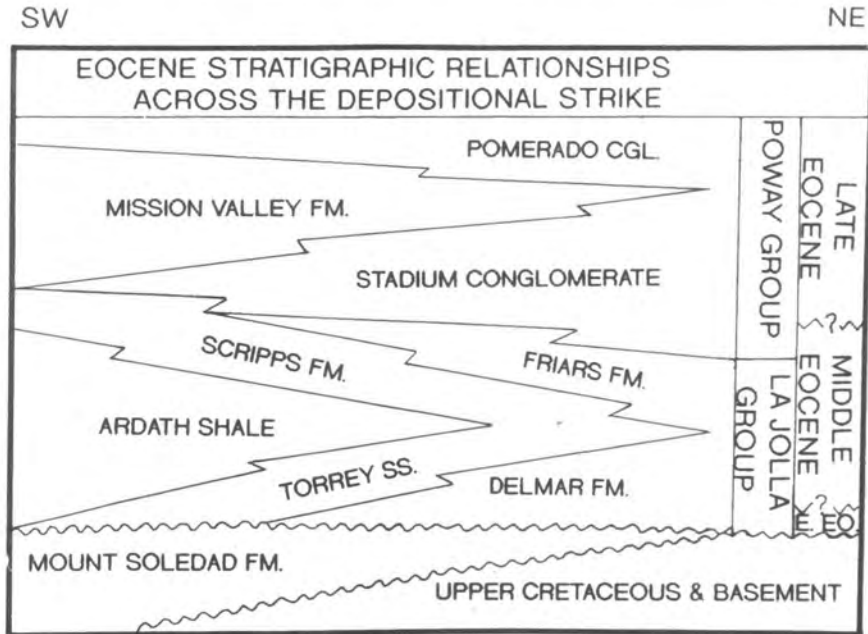 SW
NE
EOCENE STRATIGRAPHIC RELATIONSHIPS
ACROSS THE DEPOSITIONAL STRIKE
POMERADO CGL.
MISSION VALLEY FM.
STADIUM CONGLOMERATE
SCRIPPS FM.
FRIARS FM.
ARDATH SHALE
TORREY SS.
DELMAR FM.
MOUNT SOLEDAD FM.
UPPER CRETACEOUS & BASEMENT
POWAY GROUP
LA JOLLA
GROUP
LATE
EOCENE
?
MIDDLE
EOCENE
?
E. EO.